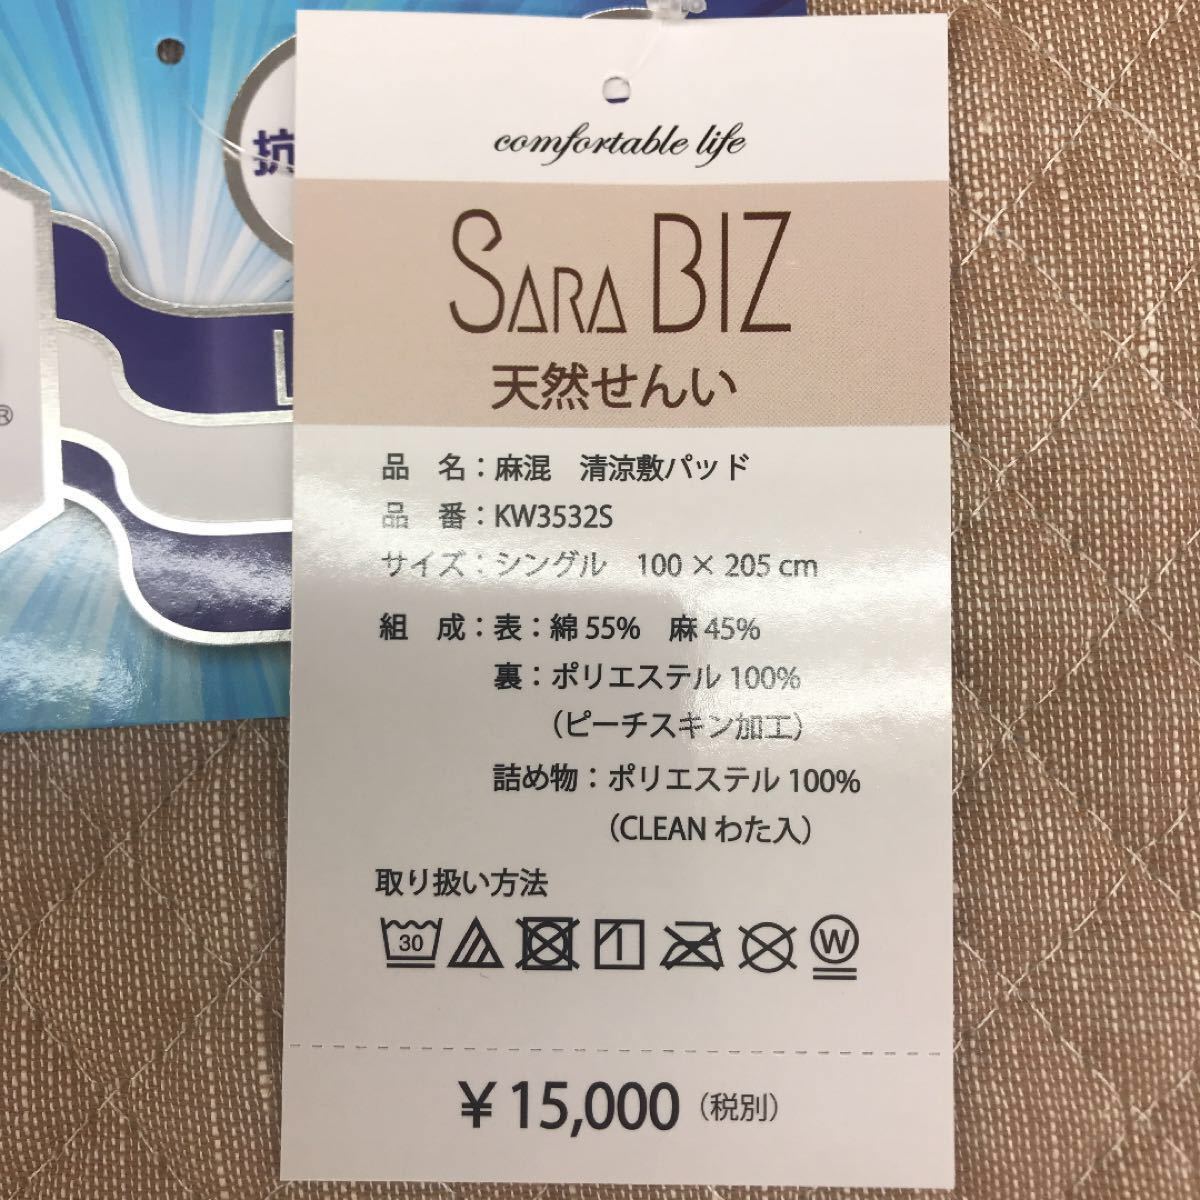 抗
L
®
comfortable life
SARA BIZ
天然せんい
品　名：麻混　清涼敷パッド
品　番：KW3532S
サイズ：シングル　100 × 205 cm
組　成：表：綿 55%　麻 45%
裏：ポリエステル 100%
（ピーチスキン加工）
詰め物：ポリエステル 100%
（CLEAN わた入）
取り扱い方法
30 W
¥ 15,000（税別）